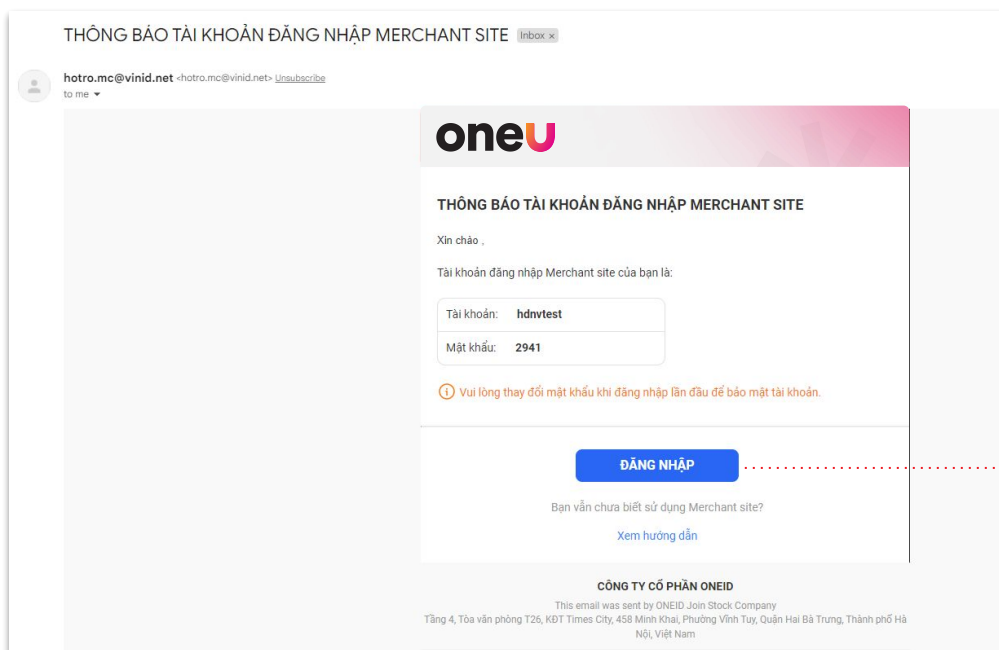 THÔNG BÁO TÀI KHOẢN ĐĂNG NHẬP MERCHANT SITE Inbox ×
hotro.mc@vinid.net <hotro.mc@vinid.net> Unsubscribe
to me
oneU
THÔNG BÁO TÀI KHOẢN ĐĂNG NHẬP MERCHANT SITE
Xin chào ,
Tài khoản đăng nhập Merchant site của bạn là:
Tài khoản: hdnvtest
Mật khẩu: 2941
Vui lòng thay đổi mật khẩu khi đăng nhập lần đầu để bảo mật tài khoản.
ĐĂNG NHẬP
Bạn vẫn chưa biết sử dụng Merchant site?
Xem hướng dẫn
CÔNG TY CỔ PHẦN ONEID
This email was sent by ONEID Join Stock Company
Tầng 4, Tòa văn phòng T26, KĐT Times City, 458 Minh Khai, Phường Vĩnh Tuy, Quận Hai Bà Trưng, Thành phố Hà
Nội, Việt Nam